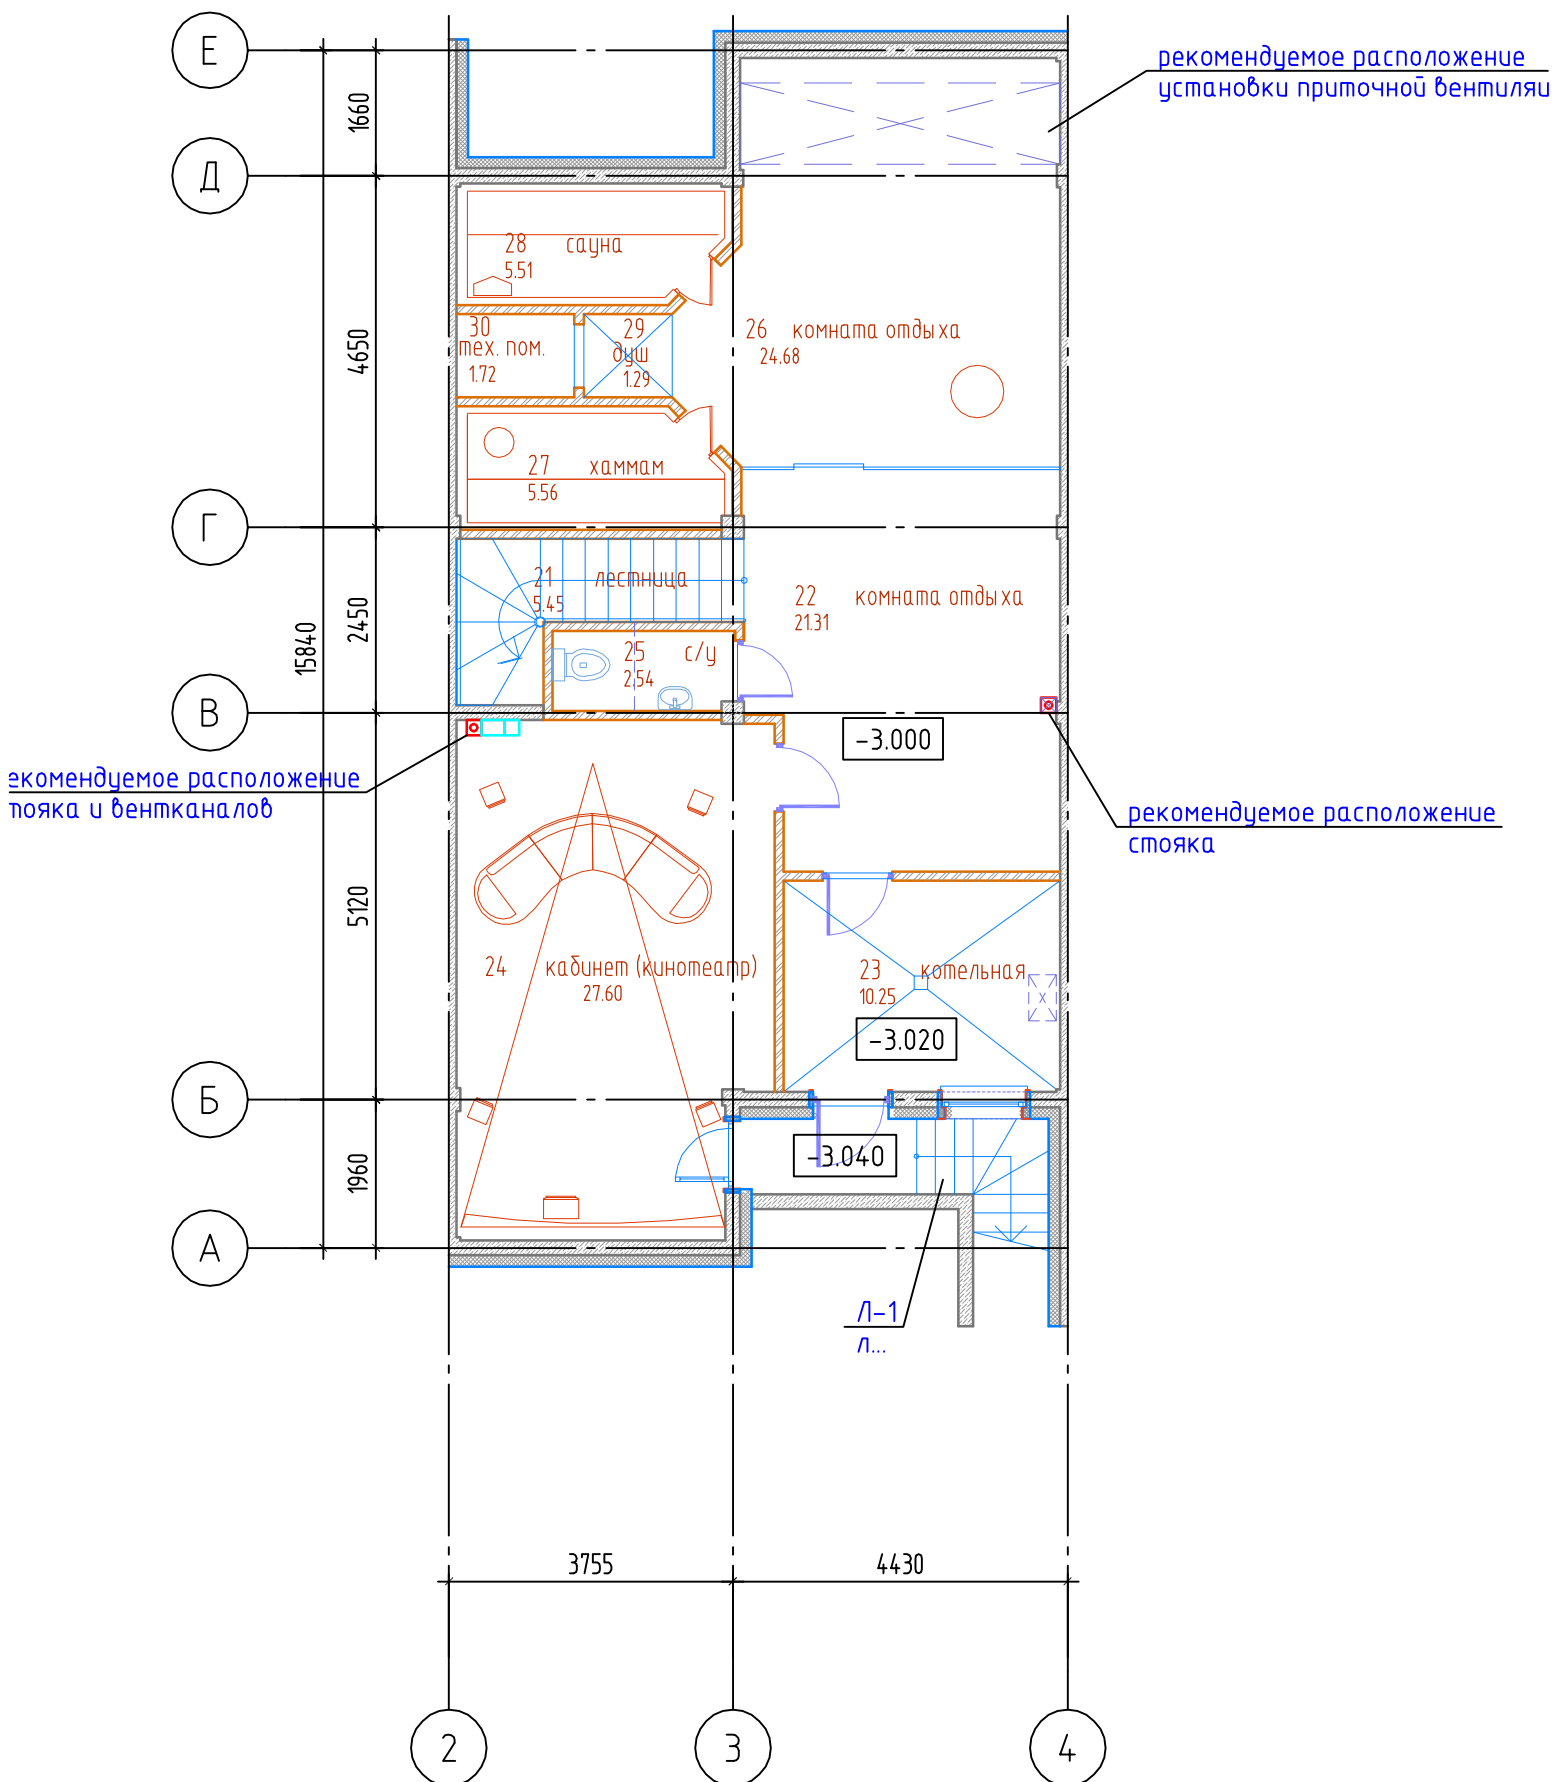 Е
рекомендуемое расположение
установки приточной вентиляи
1660
Д
28 сауна
5.51
4650
30
тех. пом.
1.72
29
душ
1.29
26 комната отдыха
24.68
27 хаммам
5.56
Г
21 лестница
5.45
22 комната отдыха
21.31
2450
15840
25 с/у
2.54
В
-3.000
екомендуемое расположение
тояка и вентканалов
рекомендуемое расположение
стояка
5120
24 кабинет (кинотеатр)
27.60
23 котельная
10.25
-3.020
Б
-3.040
1960
А
Л-1
л...
3755
4430
2
3
4